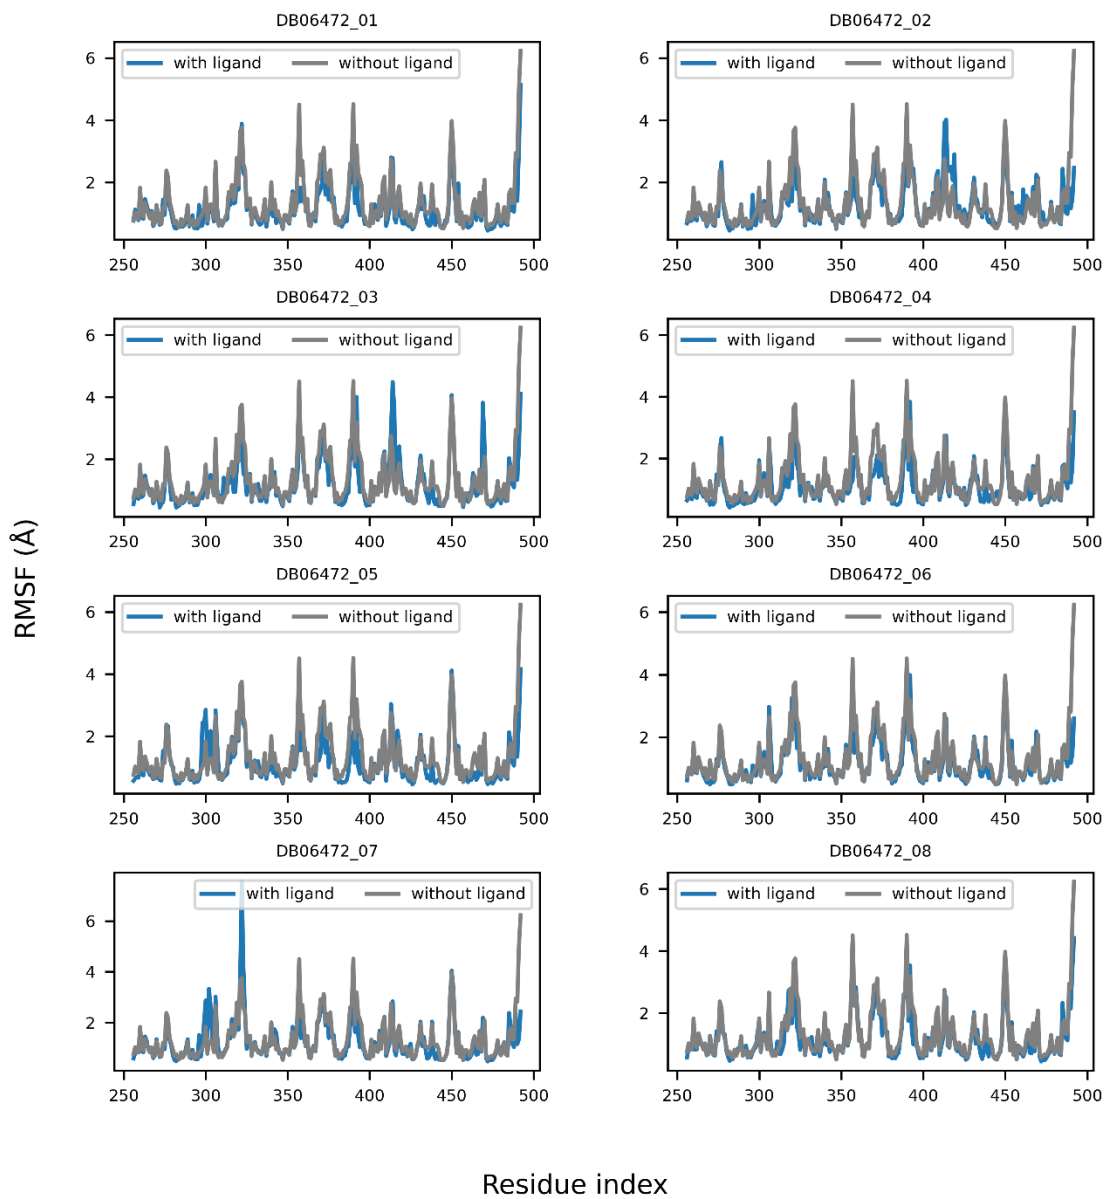 DB06472_01
6
4
2
with ligand
without ligand
250 300 350 400 450 500
DB06472_02
6
4
2
with ligand
without ligand
250 300 350 400 450 500
DB06472_03
6
4
2
with ligand
without ligand
250 300 350 400 450 500
DB06472_04
6
4
2
with ligand
without ligand
250 300 350 400 450 500
RMSF (Å)
DB06472_05
6
4
2
with ligand
without ligand
250 300 350 400 450 500
DB06472_06
6
4
2
with ligand
without ligand
250 300 350 400 450 500
DB06472_07
6
4
2
with ligand
without ligand
250 300 350 400 450 500
DB06472_08
6
4
2
with ligand
without ligand
250 300 350 400 450 500
Residue index